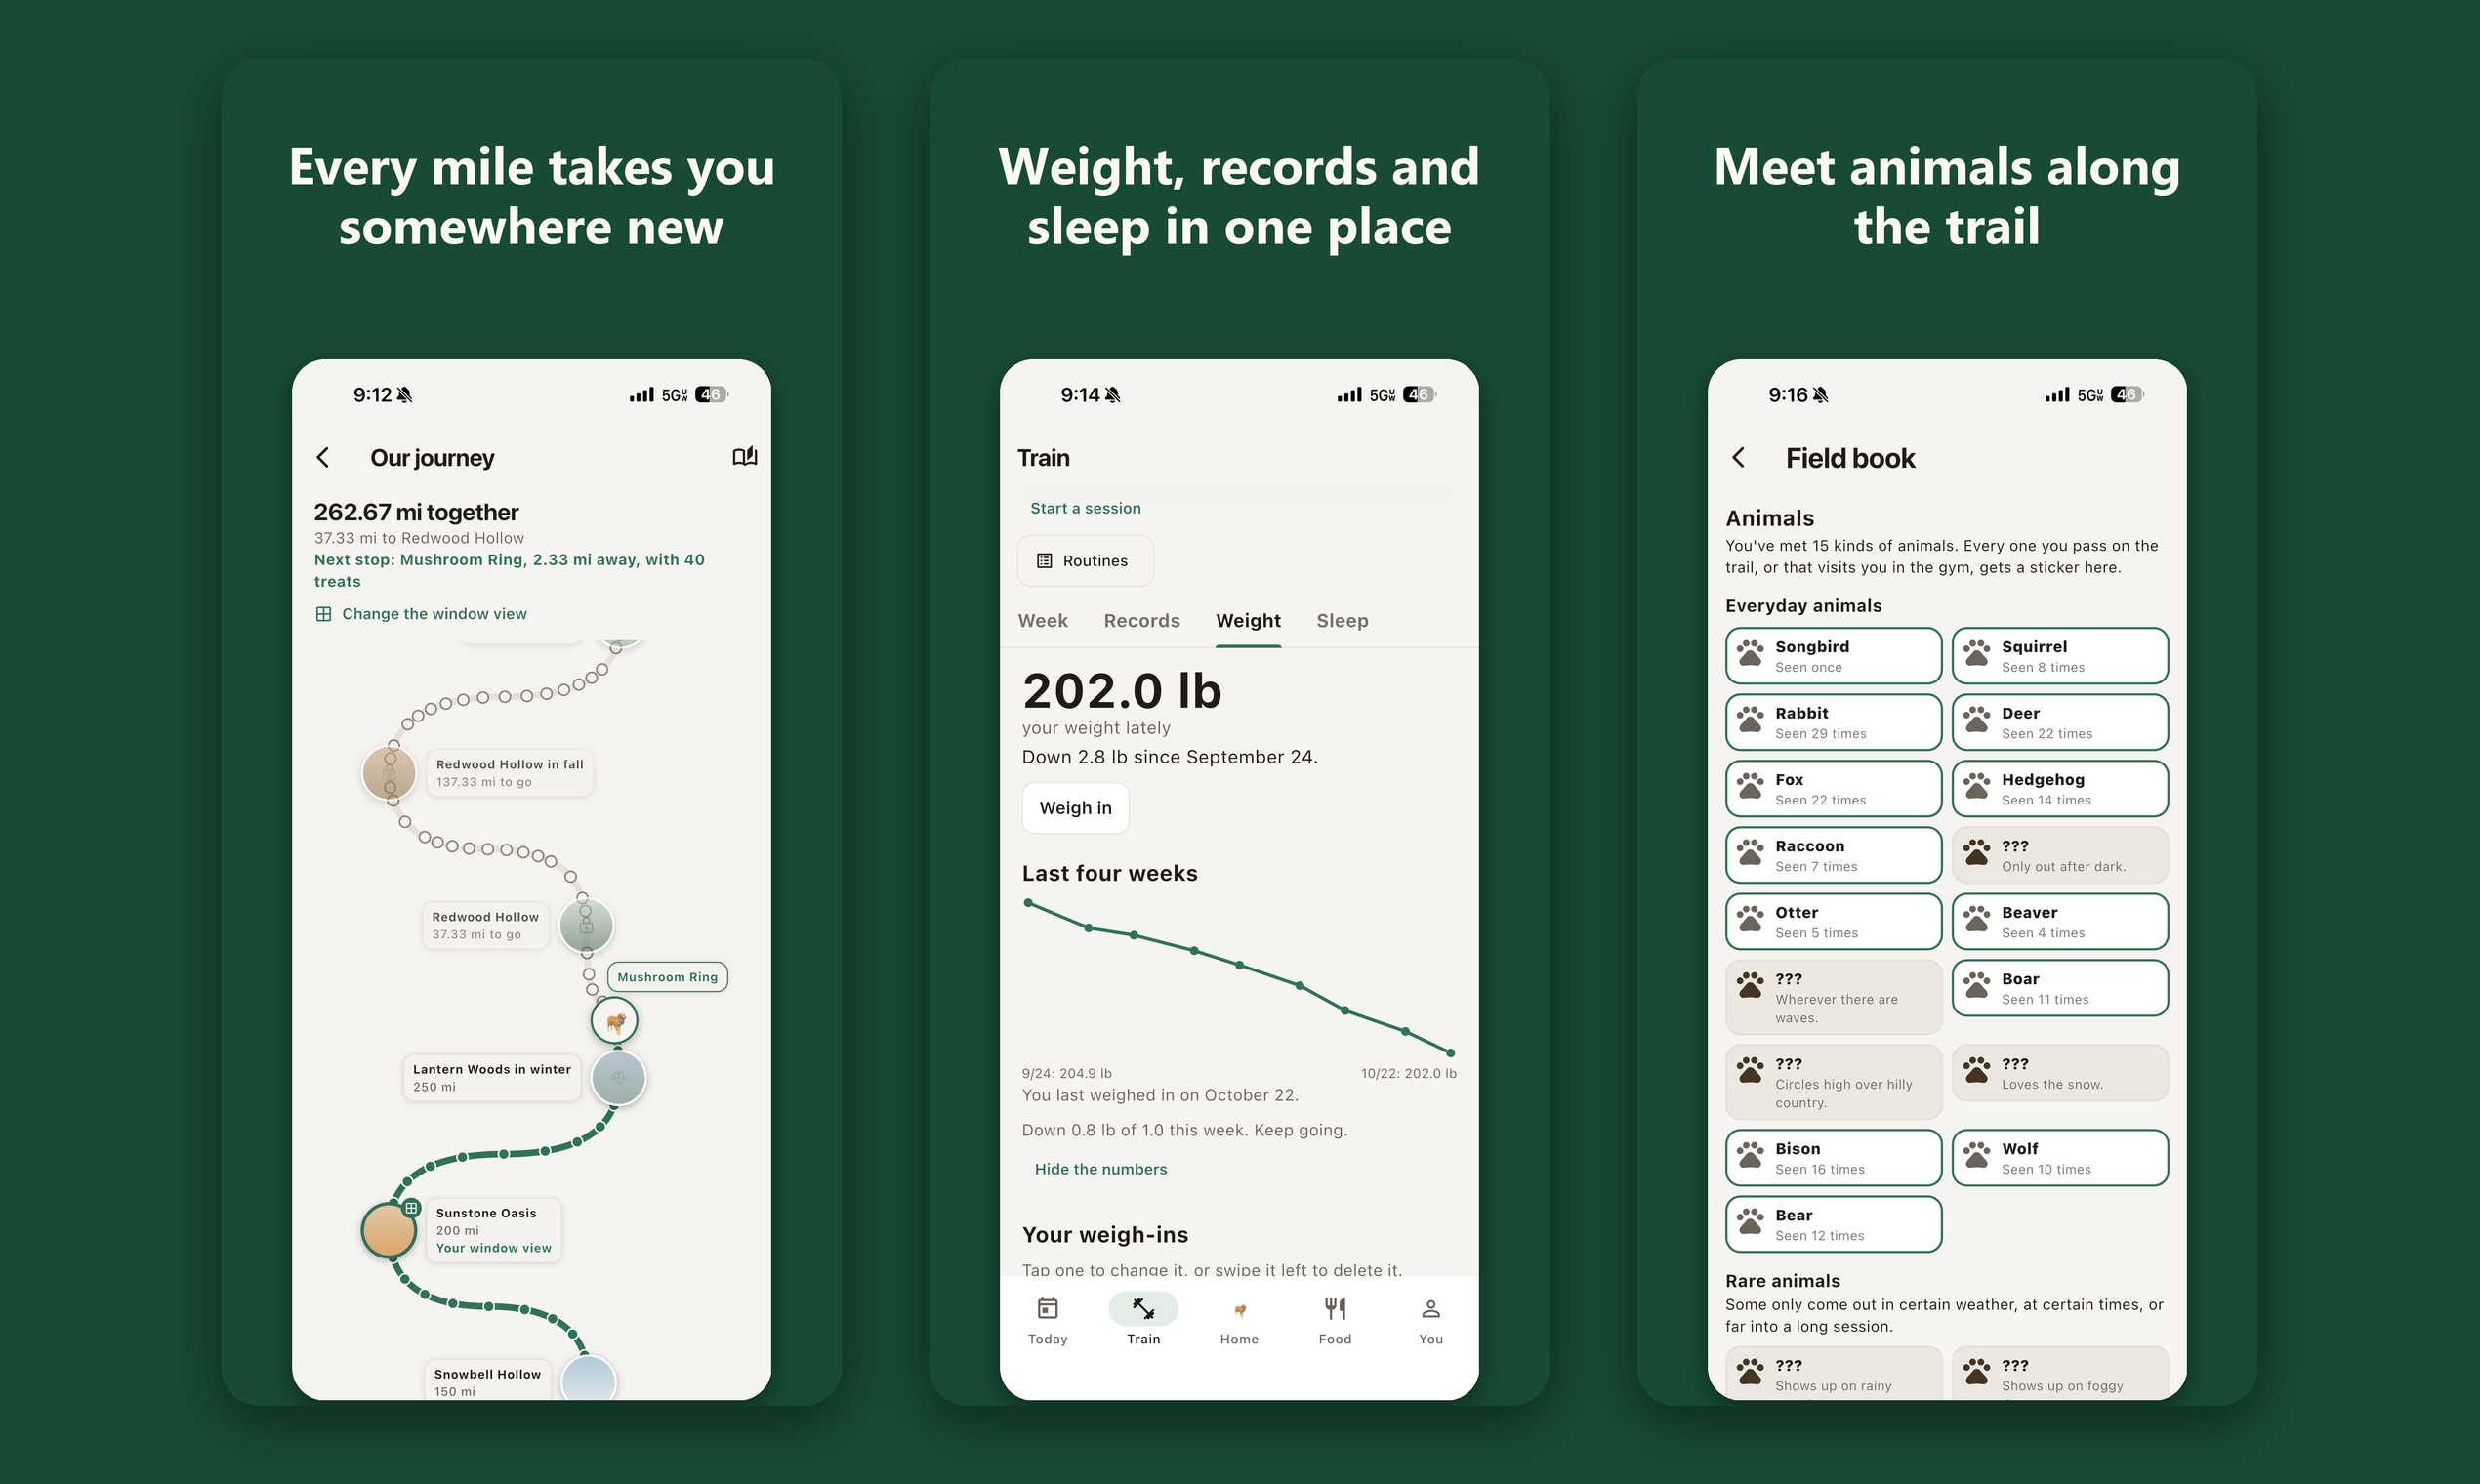 Every mile takes you
somewhere new
9:12
5G UW
46
Our journey
262.67 mi together
37.33 mi to Redwood Hollow
Next stop: Mushroom Ring, 2.33 mi away, with 40
treats
Change the window view
Redwood Hollow in fall
137.33 mi to go
Redwood Hollow
37.33 mi to go
Mushroom Ring
Lantern Woods in winter
250 mi
Sunstone Oasis
200 mi
Your window view
Snowbell Hollow
150 mi
Weight, records and
sleep in one place
9:14
5G UW
46
Train
Start a session
Routines
Week
Records
Weight
Sleep
202.0 lb
your weight lately
Down 2.8 lb since September 24.
Weigh in
Last four weeks
9/24: 204.9 lb
10/22: 202.0 lb
You last weighed in on October 22.
Down 0.8 lb of 1.0 this week. Keep going.
Hide the numbers
Your weigh-ins
Tap one to change it, or swipe it left to delete it.
Today
Train
Home
Food
You
Meet animals along
the trail
9:16
5G UW
46
Field book
Animals
You've met 15 kinds of animals. Every one you pass on the
trail, or that visits you in the gym, gets a sticker here.
Everyday animals
Songbird
Seen once
Squirrel
Seen 8 times
Rabbit
Seen 29 times
Deer
Seen 22 times
Fox
Seen 22 times
Hedgehog
Seen 14 times
Raccoon
Seen 7 times
???
Only out after dark.
Otter
Seen 5 times
Beaver
Seen 4 times
???
Wherever there are
waves.
Boar
Seen 11 times
???
Circles high over hilly
country.
???
Loves the snow.
Bison
Seen 16 times
Wolf
Seen 10 times
Bear
Seen 12 times
Rare animals
Some only come out in certain weather, at certain times, or
far into a long session.
???
Shows up on rainy
???
Shows up on foggy